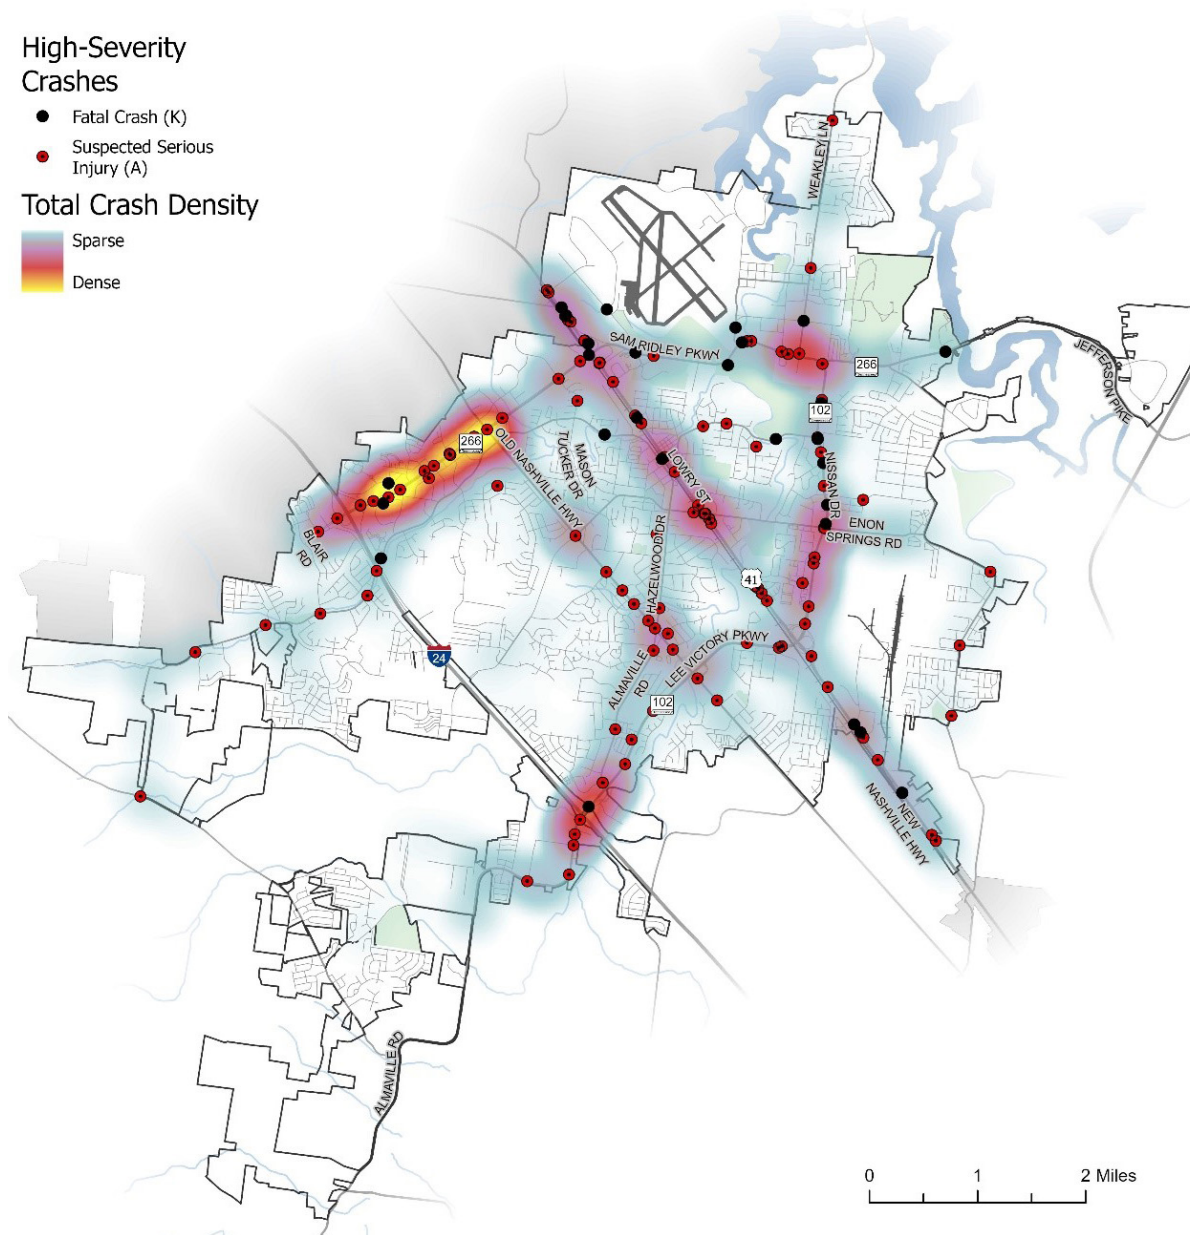 High-Severity
Crashes
Fatal Crash (K)
Suspected Serious
Injury (A)
Total Crash Density
Sparse
Dense
WEAKLEY LN
SAM RIDLEY PKWY
266
JEFFERSON PIKE
102
266
OLD NASHVILLE HWY
MASON
TUCKER DR
LOWRY ST
NISSAN DR
ENON
SPRINGS RD
BLAIR
RD
HAZELWOOD DR
41
24
LEE VICTORY PKWY
ALMAVILLE
RD
102
NEW
NASHVILLE HWY
ALMAVILLE RD
0 1 2 Miles